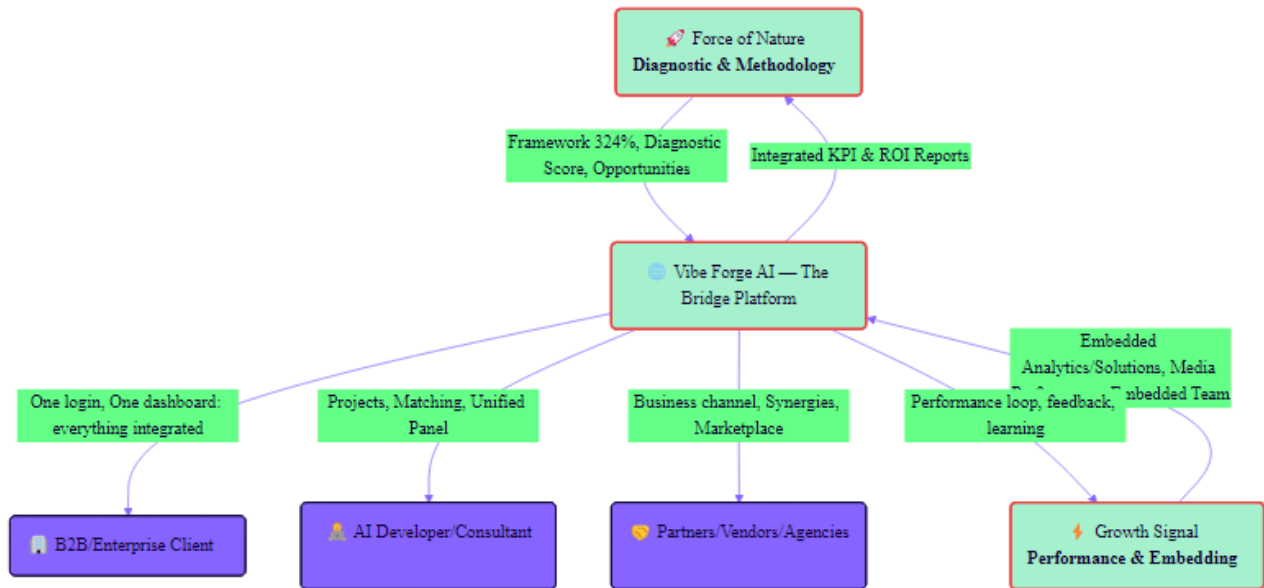 🚀 Force of Nature
Diagnostic & Methodology
Framework 324%, Diagnostic
Score, Opportunities
Integrated KPI & ROI Reports
🌐 Vibe Forge AI — The
Bridge Platform
One login, One dashboard:
everything integrated
Projects, Matching, Unified
Panel
Business channel, Synergies,
Marketplace
Embedded
Analytics/Solutions, Media
Embedded Team
Performance loop, feedback,
learning
🏢 B2B/Enterprise Client
🧑‍💻 AI Developer/Consultant
🤝 Partners/Vendors/Agencies
⚡ Growth Signal
Performance & Embedding